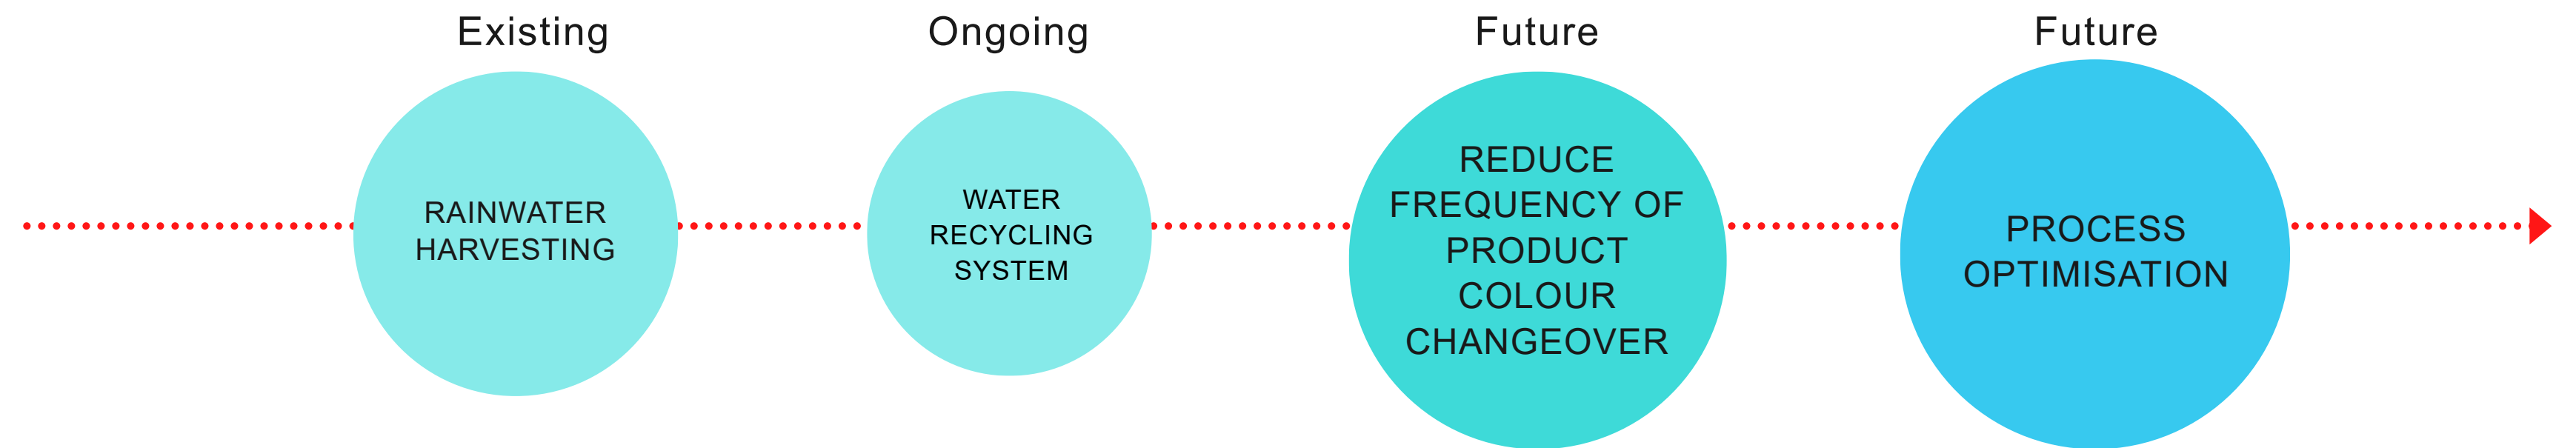 Existing
Ongoing
Future
Future
RAINWATER
HARVESTING
WATER
RECYCLING
SYSTEM
REDUCE
FREQUENCY OF
PRODUCT
COLOUR
CHANGEOVER
PROCESS
OPTIMISATION